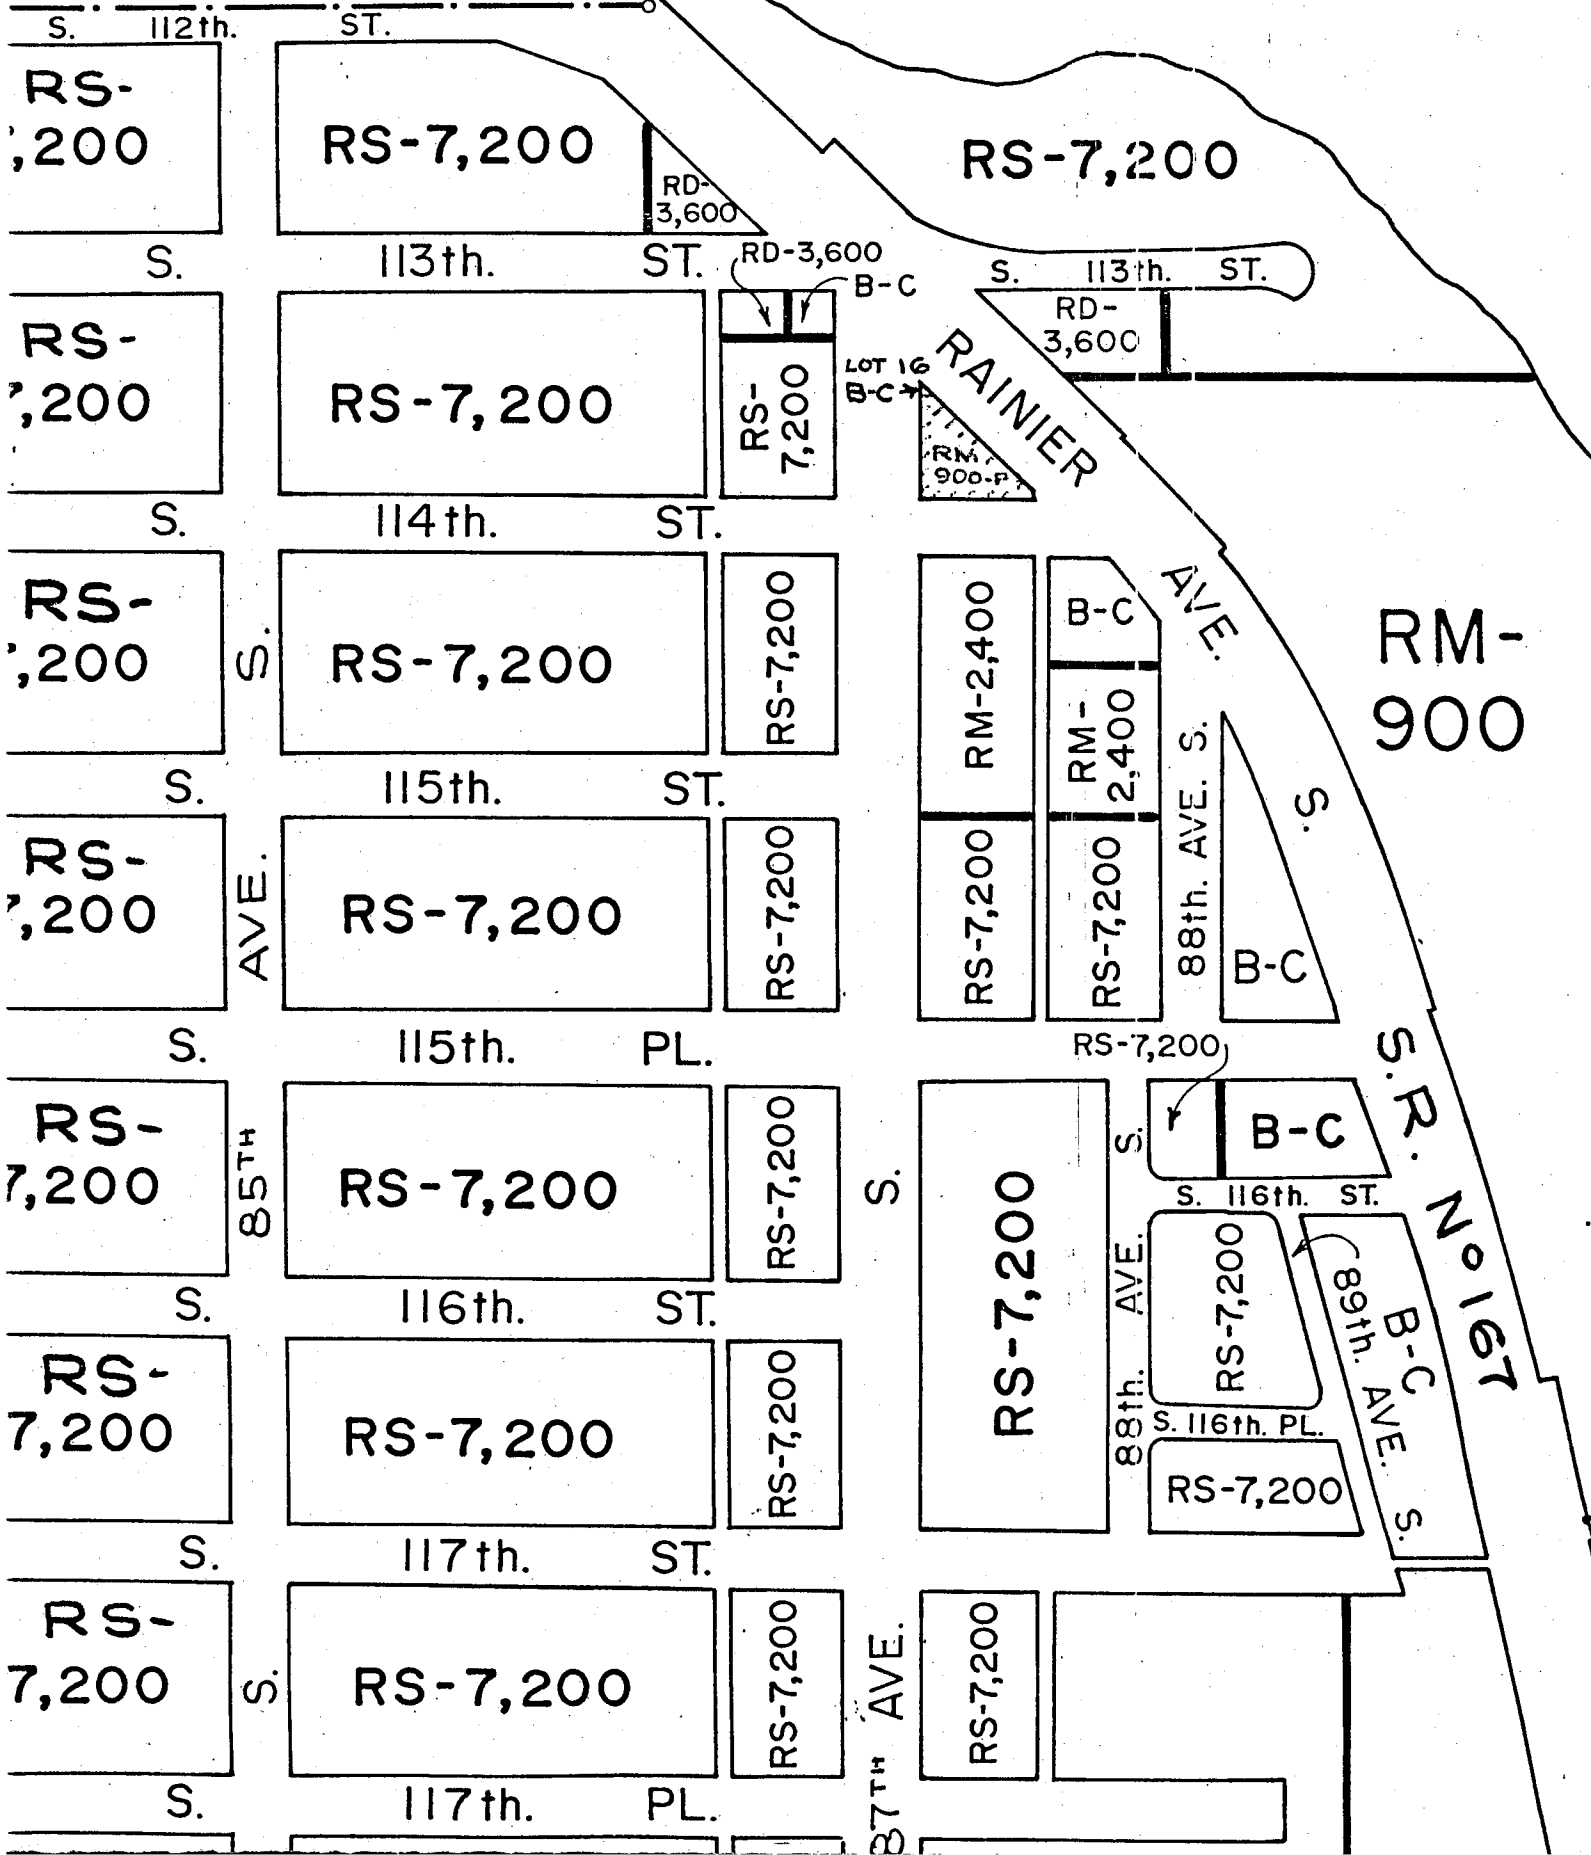 S. 112th. ST.
RS-
7,200
RS-7,200
RD-
3,600
RS-7,200
S. 113th. ST.
RD-3,600
B-C
S. 113th. ST.
RD-
3,600
RS-
7,200
RS-7,200
RS-
7,200
LOT 16
B-C
RM
900-P
RAINIER AVE. S.
S. 114th. ST.
RS-
7,200
RS-7,200
RS-7,200
RM-2,400
B-C
RM-
2,400
RM-
900
S. 115th. ST.
RS-
7,200
RS-7,200
RS-7,200
RS-7,200
RS-7,200
88th. AVE. S.
B-C
S. 115th. PL.
RS-7,200
S.R. No 167
RS-
7,200
RS-7,200
RS-7,200
RS-7,200
B-C
S. 116th. ST.
S. 116th. ST.
RS-
7,200
RS-7,200
RS-7,200
RS-7,200
89th. AVE. S.
B-C
88th. AVE. S.
S. 116th. PL.
RS-7,200
S. 117th. ST.
RS-
7,200
RS-7,200
RS-7,200
RS-7,200
85TH AVE. S.
S.
87TH AVE. S.
S. 117th. PL.